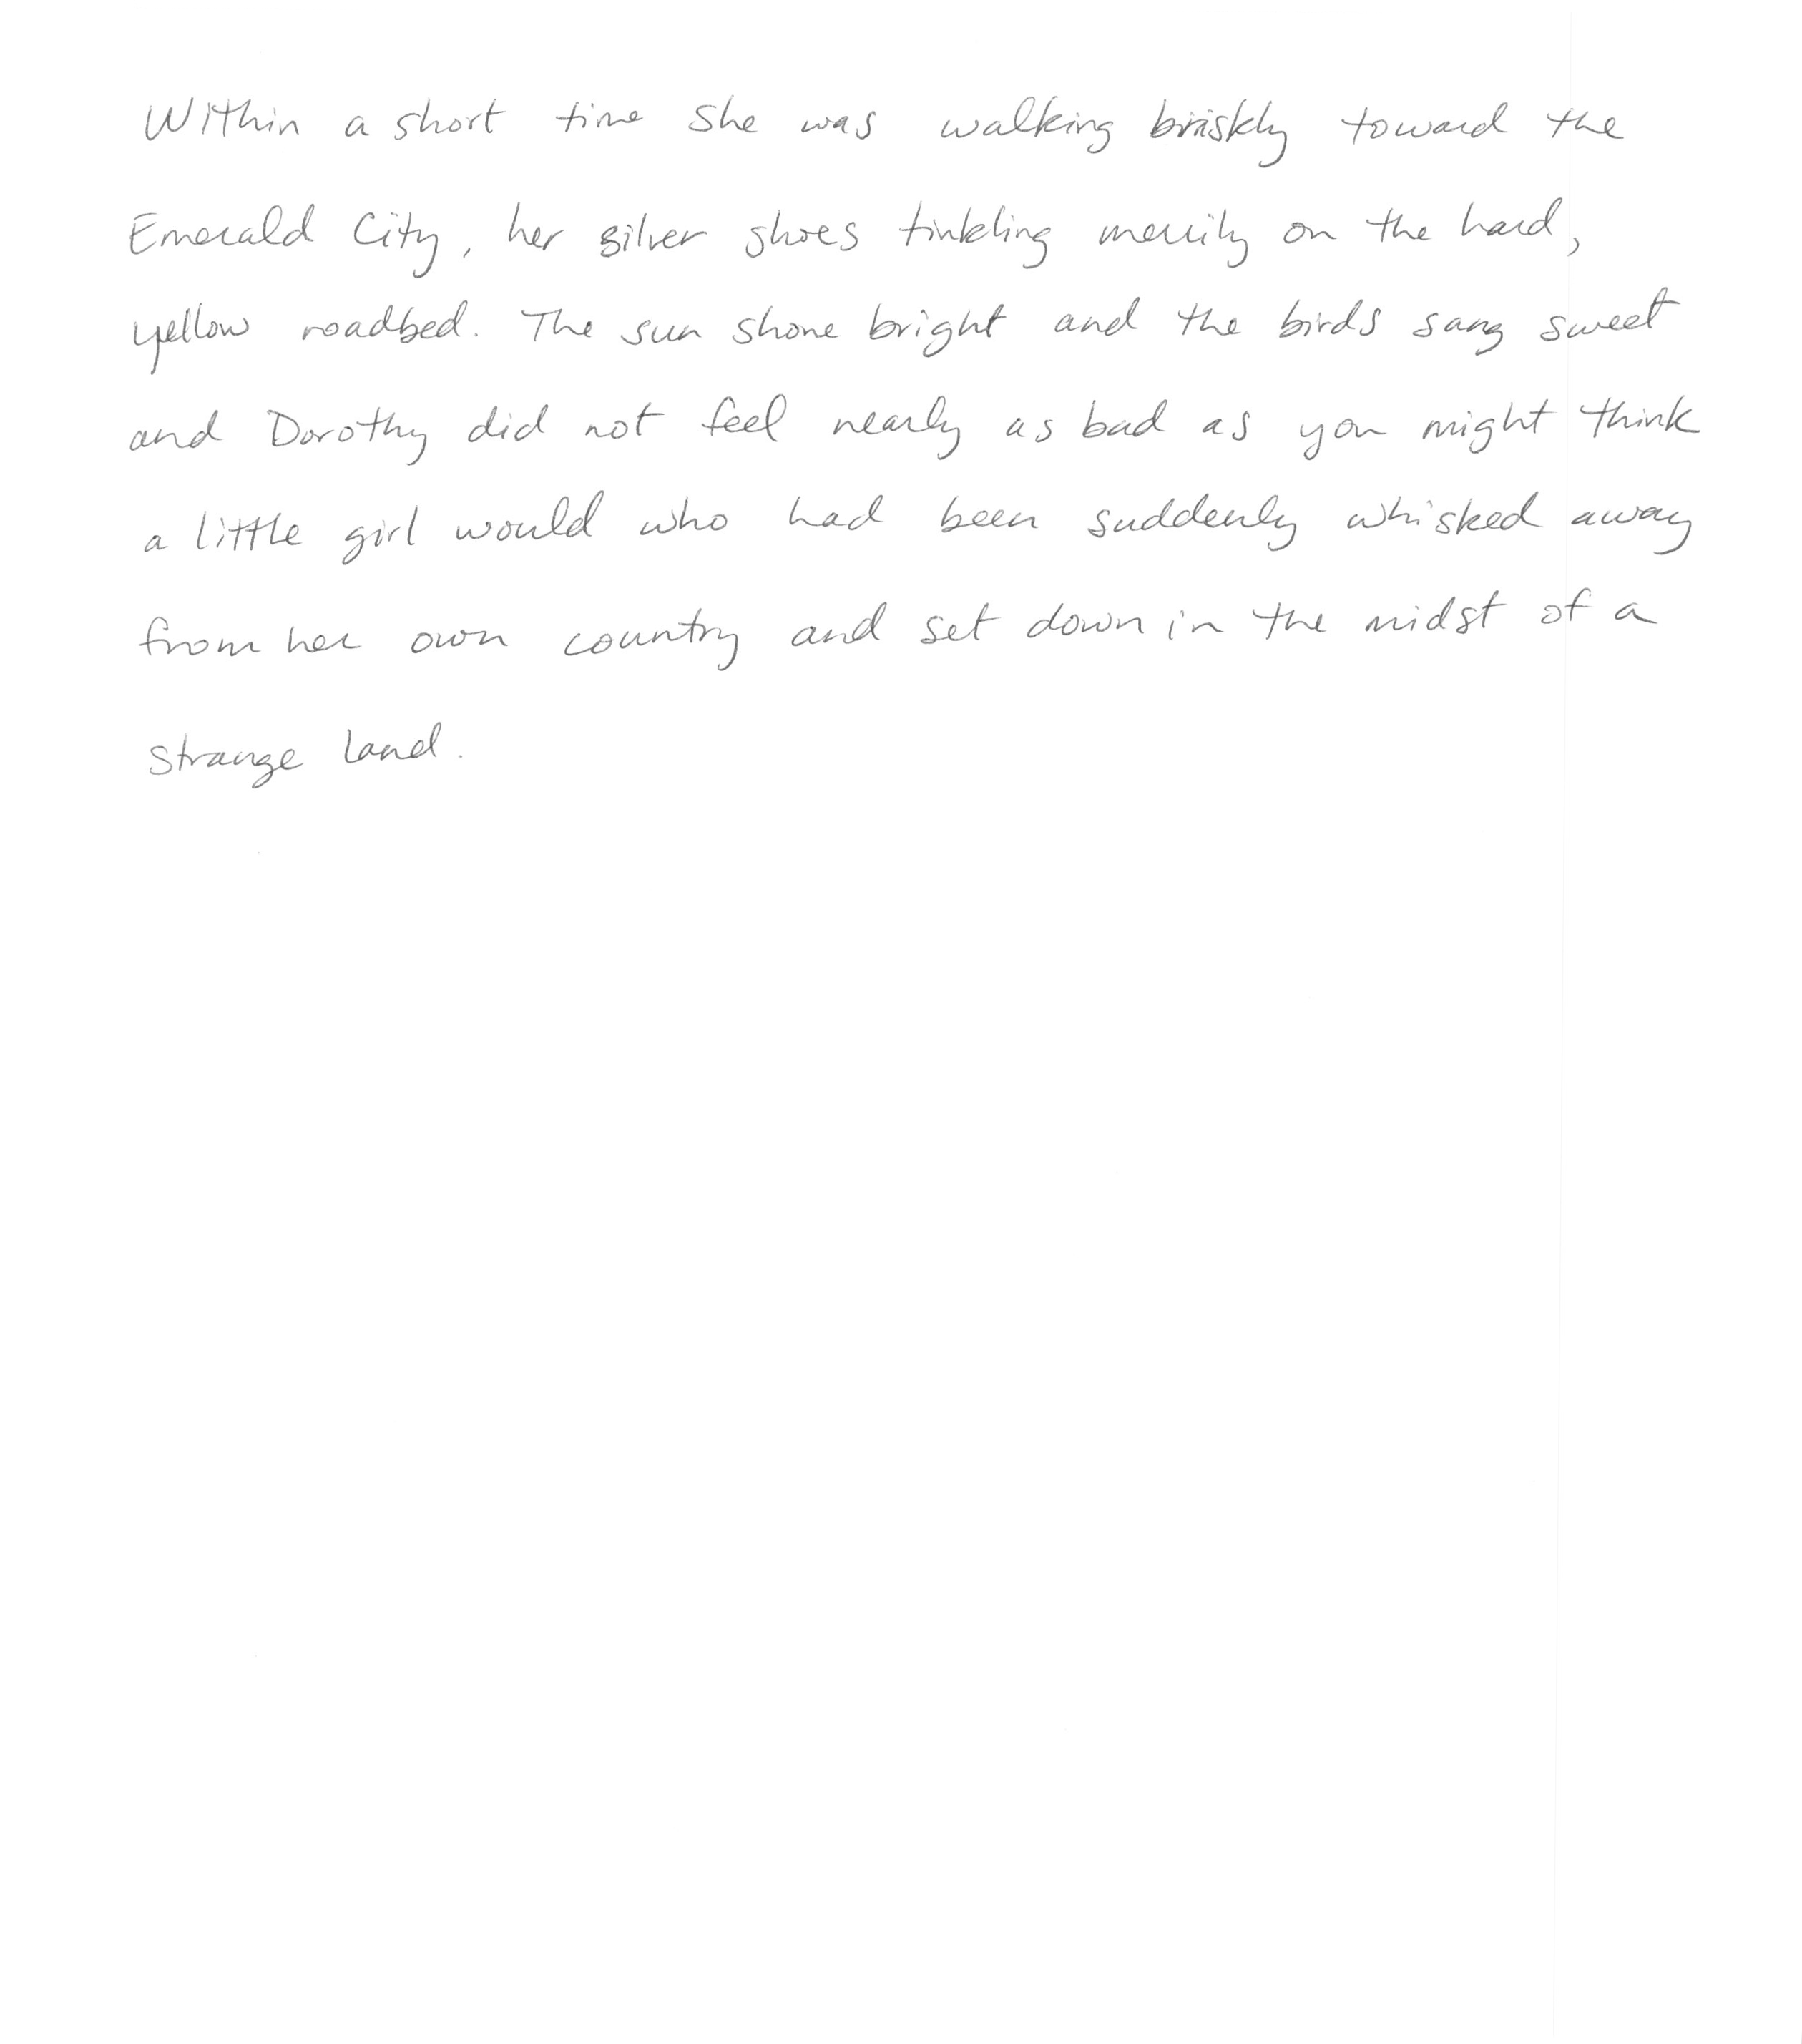 Within a short time she was walking briskly toward the
Emerald City, her silver shoes tinkling merrily on the hard,
yellow roadbed. The sun shone bright and the birds sang sweet
and Dorothy did not feel nearly as bad as you might think
a little girl would who had been suddenly whisked away
from her own country and set down in the midst of a
strange land.